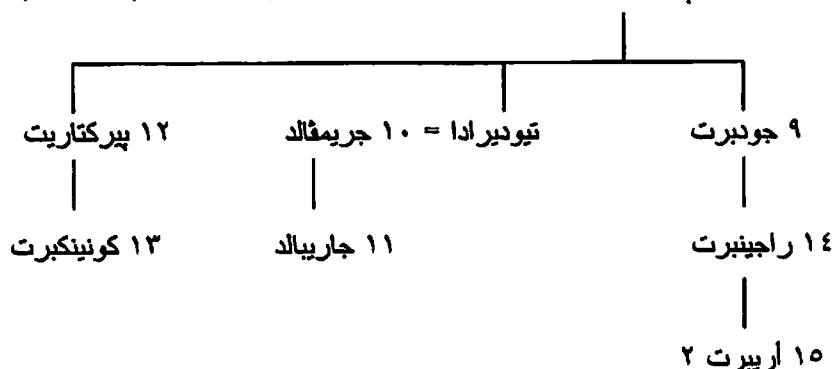 ٩ جودبرت تيوديرادا = ١٠ جريمڤالد ١٢ پيركتاريت
١٤ راجينبرت ١١ جاريبالد ١٣ كونينكبرت
١٥ أريبرت ٢